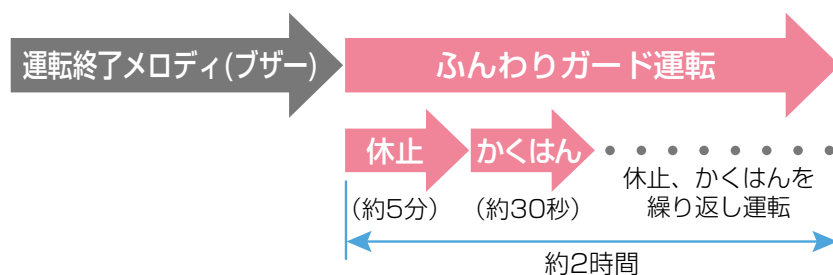 運転終了メロディ(ブザー)
ふんわりガード運転
休止
かくはん
(約5分)
(約30秒)
休止、かくはんを
繰り返し運転
約2時間